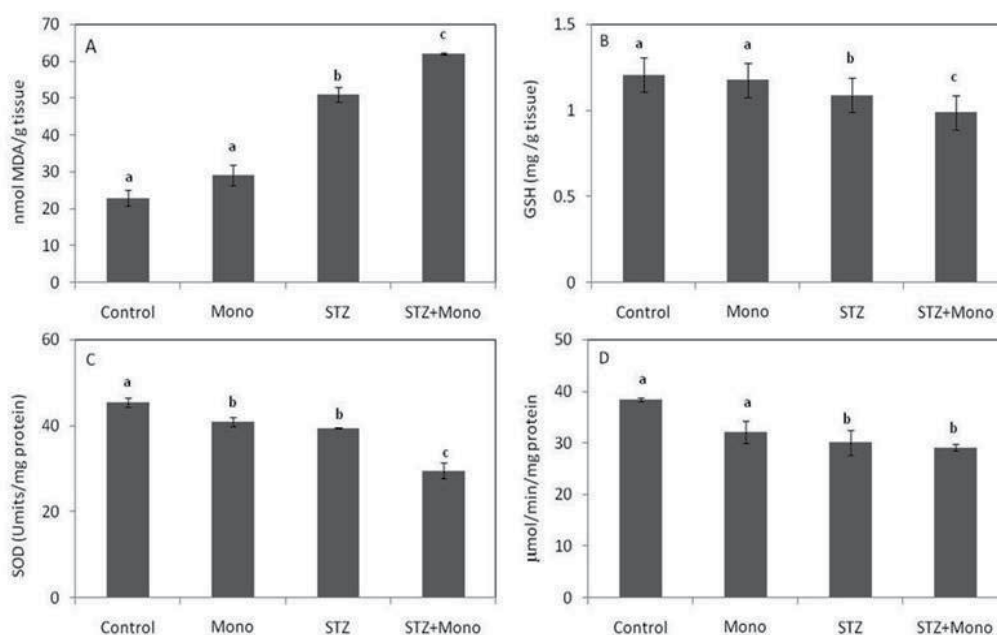 A
nmol MDA/g tissue
70
60
50
40
30
20
10
0
a
a
b
c
Control
Mono
STZ
STZ+Mono
B
GSH (mg /g tissue)
1.5
1
0.5
0
a
a
b
c
Control
Mono
STZ
STZ+Mono
C
SOD (Umits/mg protein)
60
40
20
0
a
b
b
c
Control
Mono
STZ
STZ+Mono
D
µmol/min/mg protein
50
40
30
20
10
0
a
a
b
b
Control
Mono
STZ
STZ+Mono